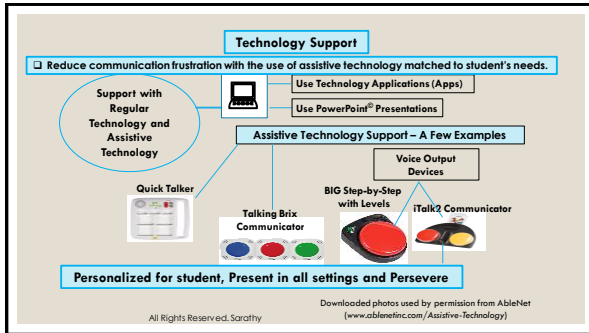 Technology Support
❑ Reduce communication frustration with the use of assistive technology matched to student's needs.
Support with
Regular
Technology and
Assistive
Technology
Use Technology Applications (Apps)
Use PowerPoint© Presentations
Assistive Technology Support – A Few Examples
Voice Output
Devices
Quick Talker
Talking Brix
Communicator
BIG Step-by-Step
with Levels
iTalk2 Communicator
Personalized for student, Present in all settings and Persevere
Downloaded photos used by permission from AbleNet
(www.ablenetinc.com/Assistive-Technology)
All Rights Reserved. Sarathy